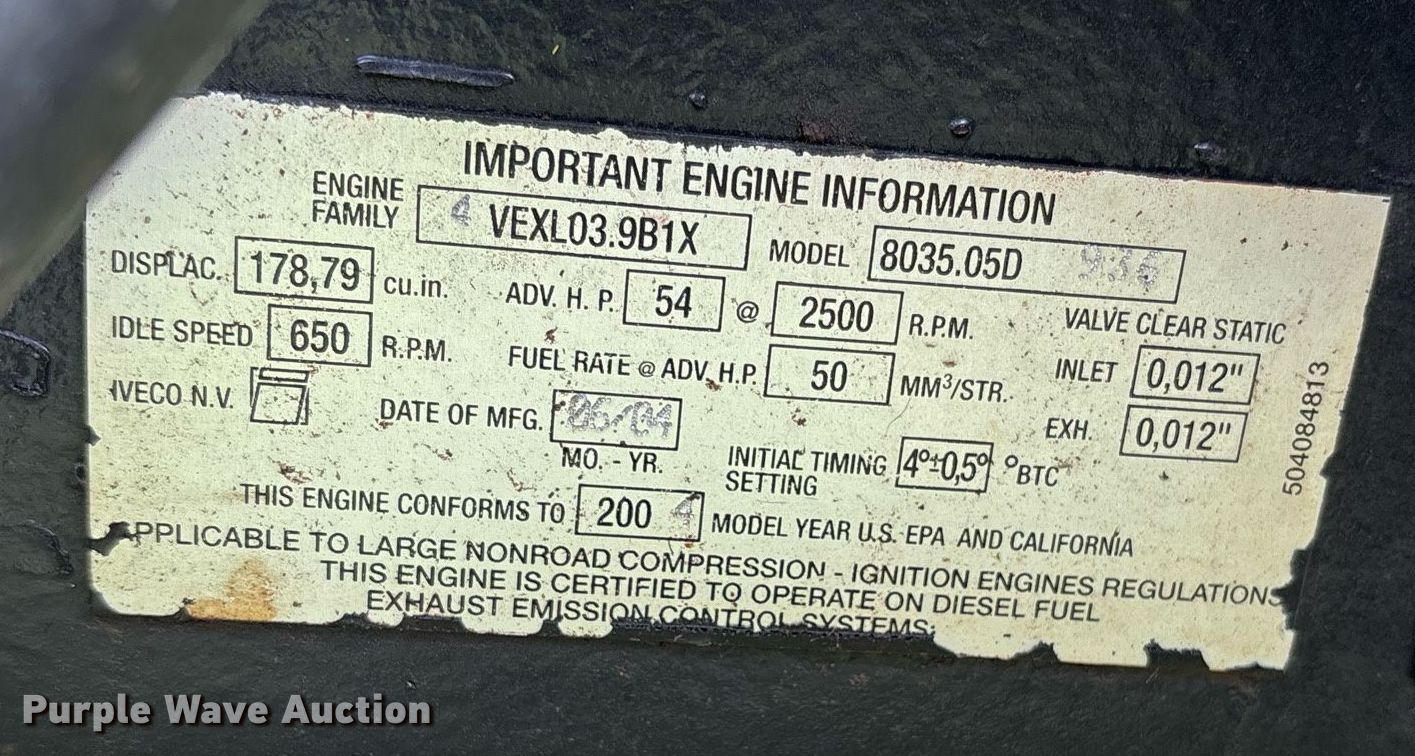 IMPORTANT ENGINE INFORMATION
ENGINE FAMILY 4 VEXL03.9B1X MODEL 8035.05D
DISPLAC. 178,79 cu.in. ADV. H. P. 54 @ 2500 R.P.M. VALVE CLEAR STATIC
IDLE SPEED 650 R.P.M. FUEL RATE @ ADV. H.P. 50 MM³/STR. INLET 0,012"
IVECO N.V. DATE OF MFG. 06/04 EXH. 0,012"
MO. - YR. INITIAL TIMING SETTING 4°±0,5° °BTC
504084813
THIS ENGINE CONFORMS TO 200 4 MODEL YEAR U.S. EPA AND CALIFORNIA
APPLICABLE TO LARGE NONROAD COMPRESSION - IGNITION ENGINES REGULATIONS
THIS ENGINE IS CERTIFIED TO OPERATE ON DIESEL FUEL
EXHAUST EMISSION CONTROL SYSTEMS:
Purple Wave Auction